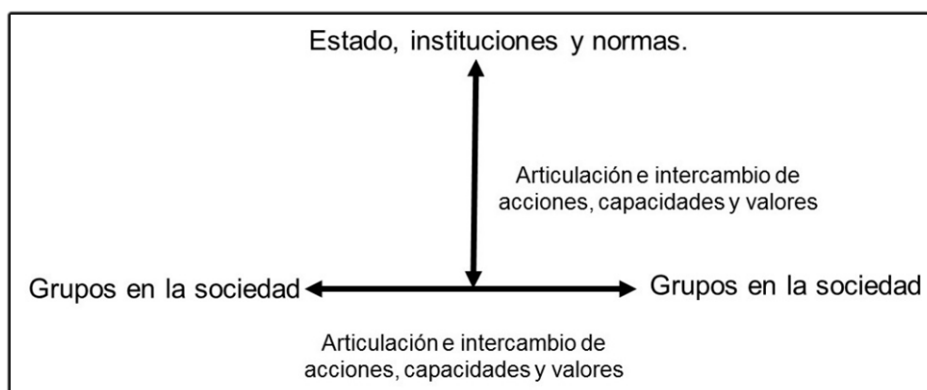 Estado, instituciones y normas.
Articulación e intercambio de
acciones, capacidades y valores
Grupos en la sociedad
Grupos en la sociedad
Articulación e intercambio de
acciones, capacidades y valores